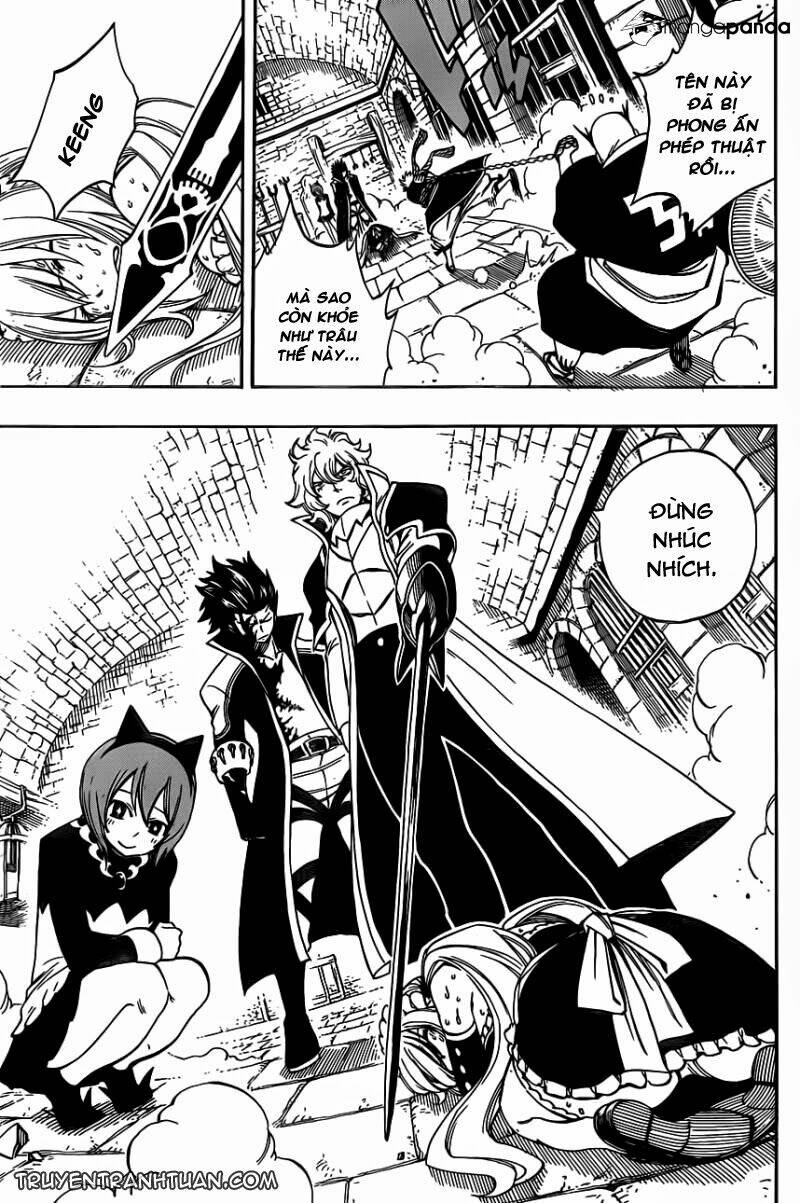 mangapanda
TÊN NÀY
ĐÃ BỊ
PHONG ẤN
PHÉP THUẬT
RỒI...
MÀ SAO
CÒN KHỎE
NHƯ TRÂU
THẾ NÀY...
KEENG
ĐỪNG
NHÚC
NHÍCH.
TRUYENTRANHTUAN.COM